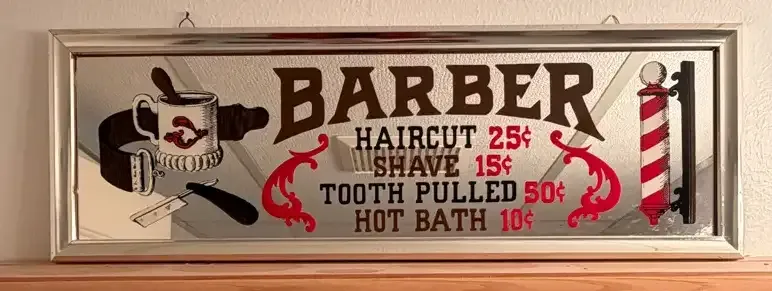 BARBER
HAIRCUT 25¢
SHAVE 15¢
TOOTH PULLED 50¢
HOT BATH 10¢